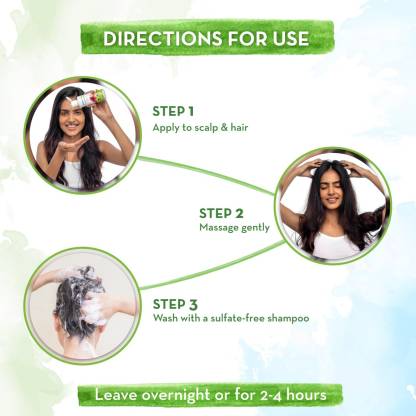 DIRECTIONS FOR USE
STEP 1
Apply to scalp & hair
STEP 2
Massage gently
STEP 3
Wash with a sulfate-free shampoo
Leave overnight or for 2-4 hours